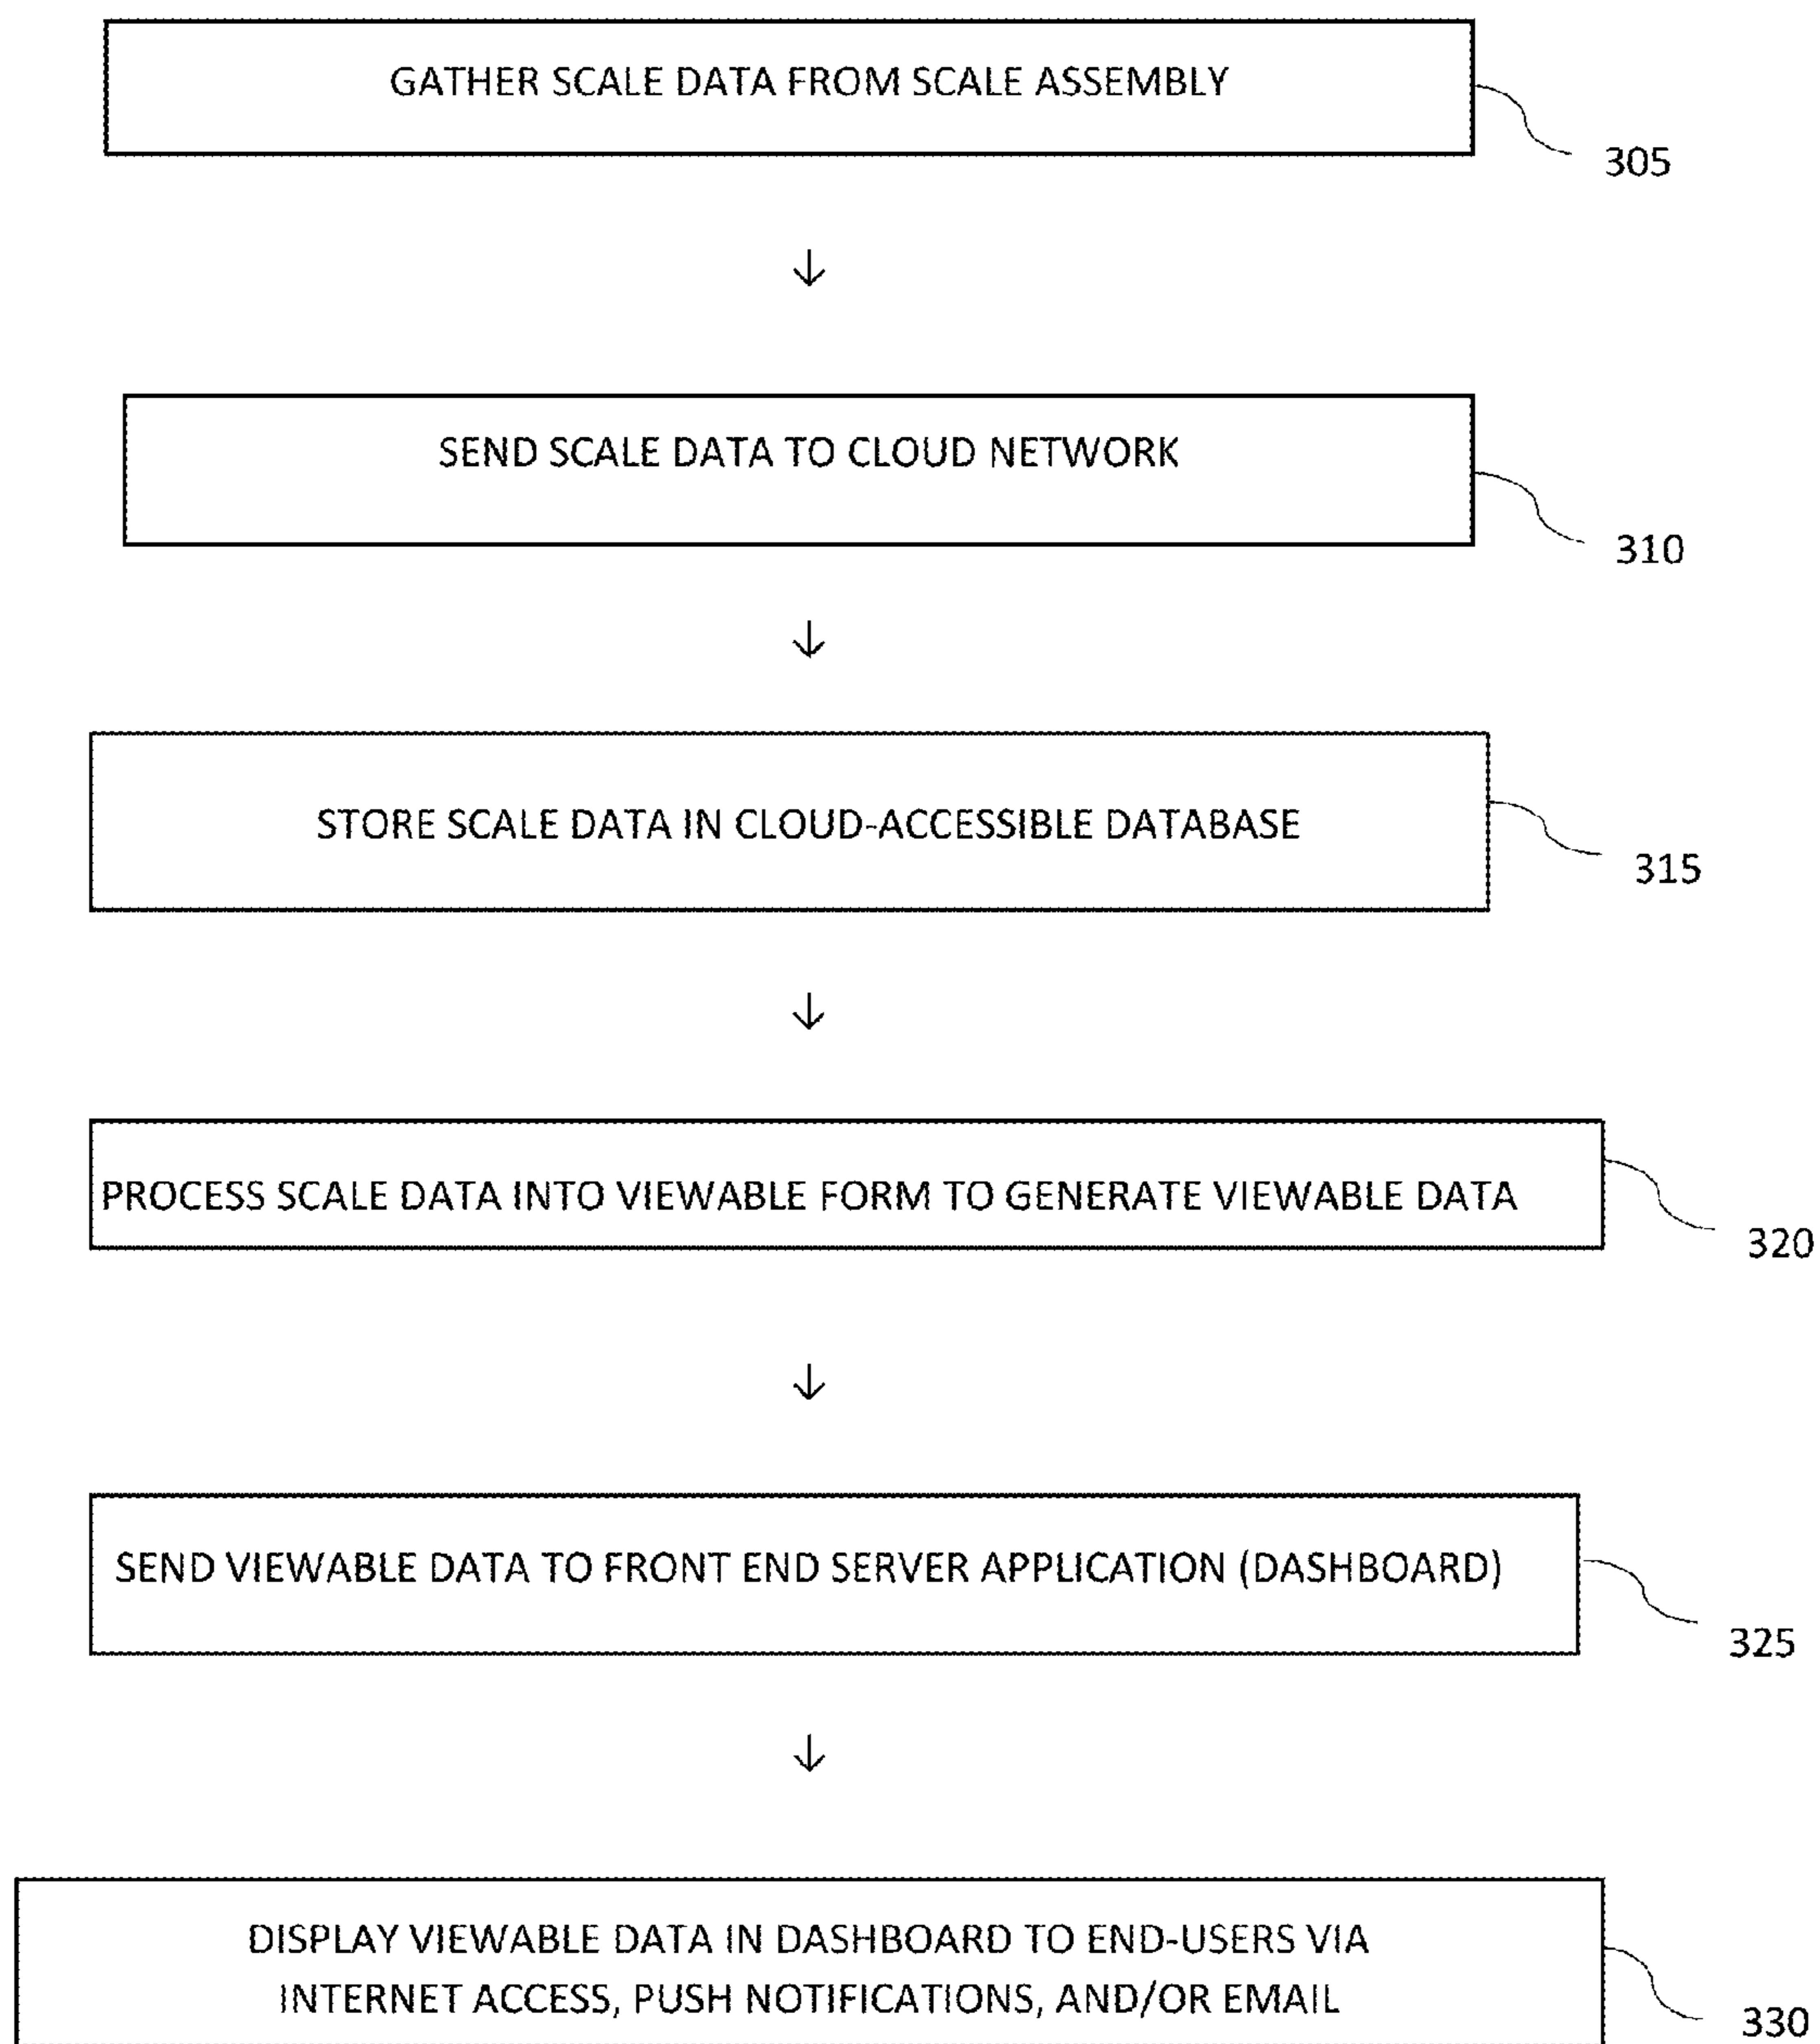 GATHER SCALE DATA FROM SCALE ASSEMBLY
305
SEND SCALE DATA TO CLOUD NETWORK
310
STORE SCALE DATA IN CLOUD-ACCESSIBLE DATABASE
315
PROCESS SCALE DATA INTO VIEWABLE FORM TO GENERATE VIEWABLE DATA
320
SEND VIEWABLE DATA TO FRONT END SERVER APPLICATION (DASHBOARD)
325
DISPLAY VIEWABLE DATA IN DASHBOARD TO END-USERS VIA
INTERNET ACCESS, PUSH NOTIFICATIONS, AND/OR EMAIL
330